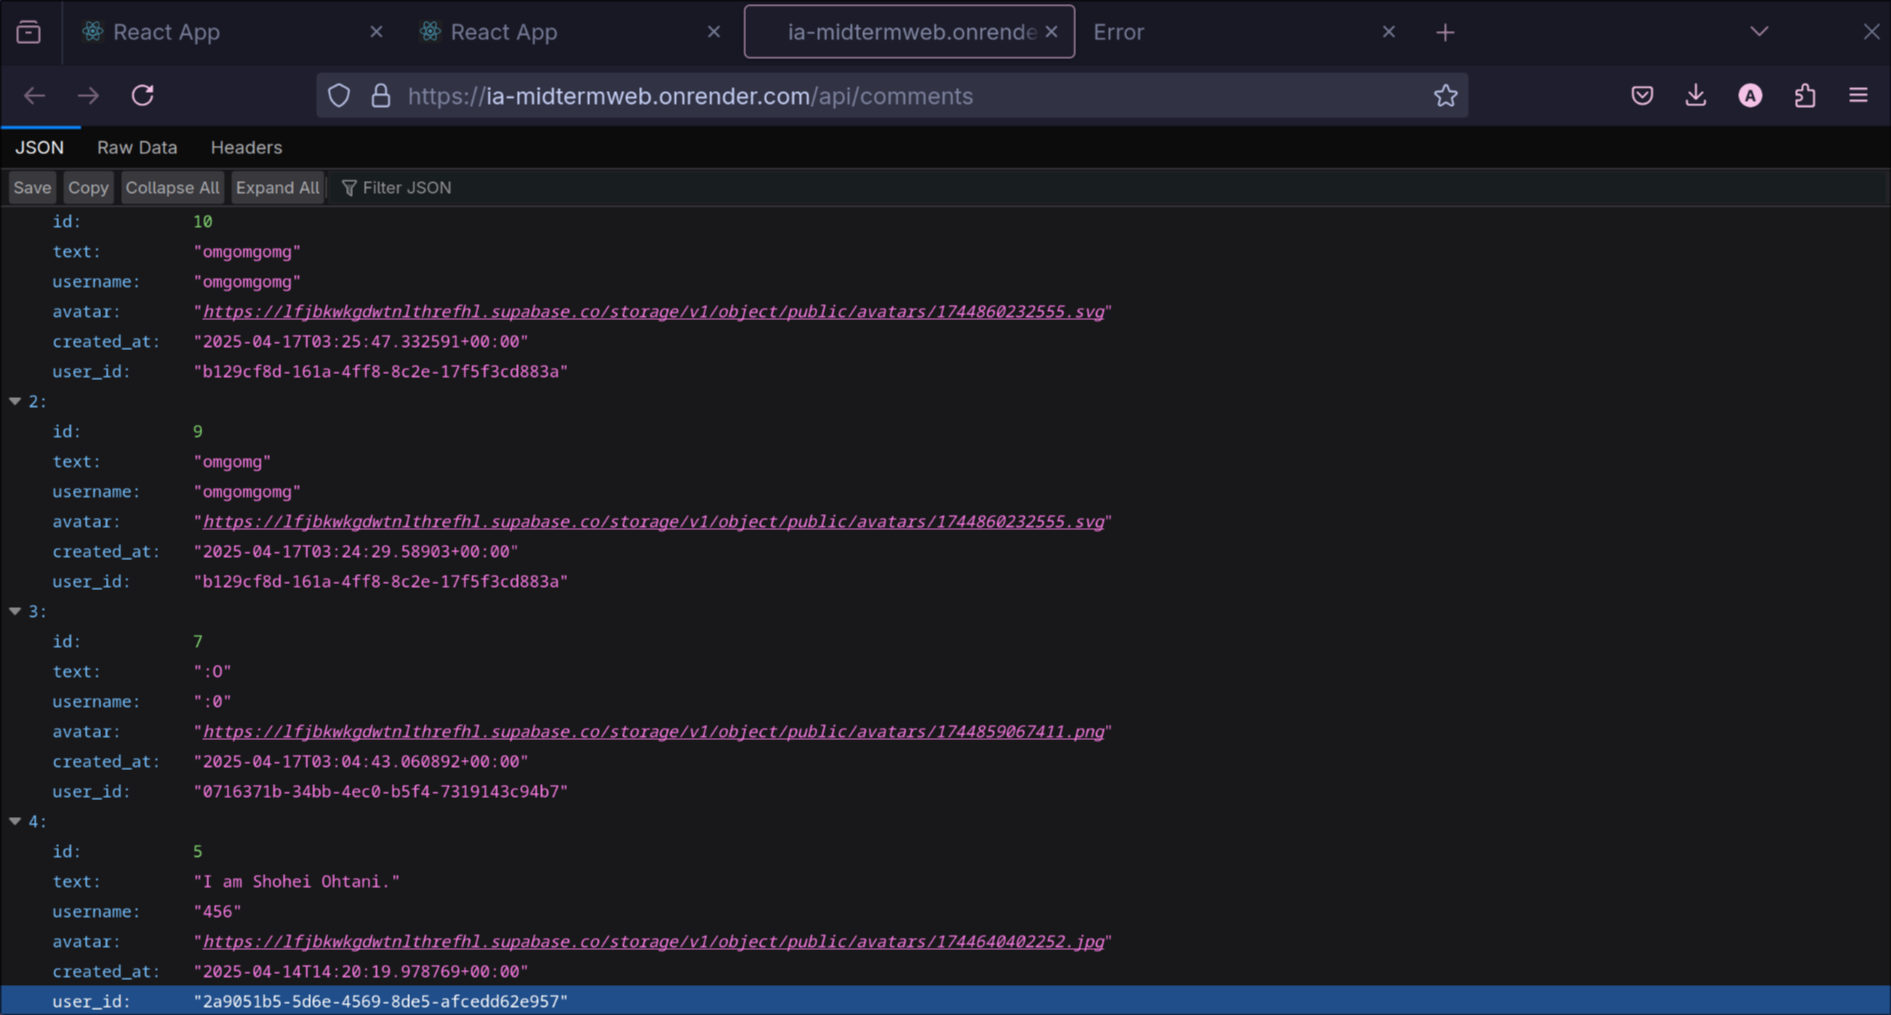 React App
React App
ia-midtermweb.onrende
Error
https://ia-midtermweb.onrender.com/api/comments
A
JSON Raw Data Headers
Save Copy Collapse All Expand All Filter JSON
id: 10
text: "omgomgomg"
username: "omgomgomg"
avatar: "https://lfjbkwkgdwtnlthrefhl.supabase.co/storage/v1/object/public/avatars/1744860232555.svg"
created_at: "2025-04-17T03:25:47.332591+00:00"
user_id: "b129cf8d-161a-4ff8-8c2e-17f5f3cd883a"
2:
id: 9
text: "omgomg"
username: "omgomgomg"
avatar: "https://lfjbkwkgdwtnlthrefhl.supabase.co/storage/v1/object/public/avatars/1744860232555.svg"
created_at: "2025-04-17T03:24:29.58903+00:00"
user_id: "b129cf8d-161a-4ff8-8c2e-17f5f3cd883a"
3:
id: 7
text: ":O"
username: ":0"
avatar: "https://lfjbkwkgdwtnlthrefhl.supabase.co/storage/v1/object/public/avatars/1744859067411.png"
created_at: "2025-04-17T03:04:43.060892+00:00"
user_id: "0716371b-34bb-4ec0-b5f4-7319143c94b7"
4:
id: 5
text: "I am Shohei Ohtani."
username: "456"
avatar: "https://lfjbkwkgdwtnlthrefhl.supabase.co/storage/v1/object/public/avatars/1744640402252.jpg"
created_at: "2025-04-14T14:20:19.978769+00:00"
user_id: "2a9051b5-5d6e-4569-8de5-afcedd62e957"